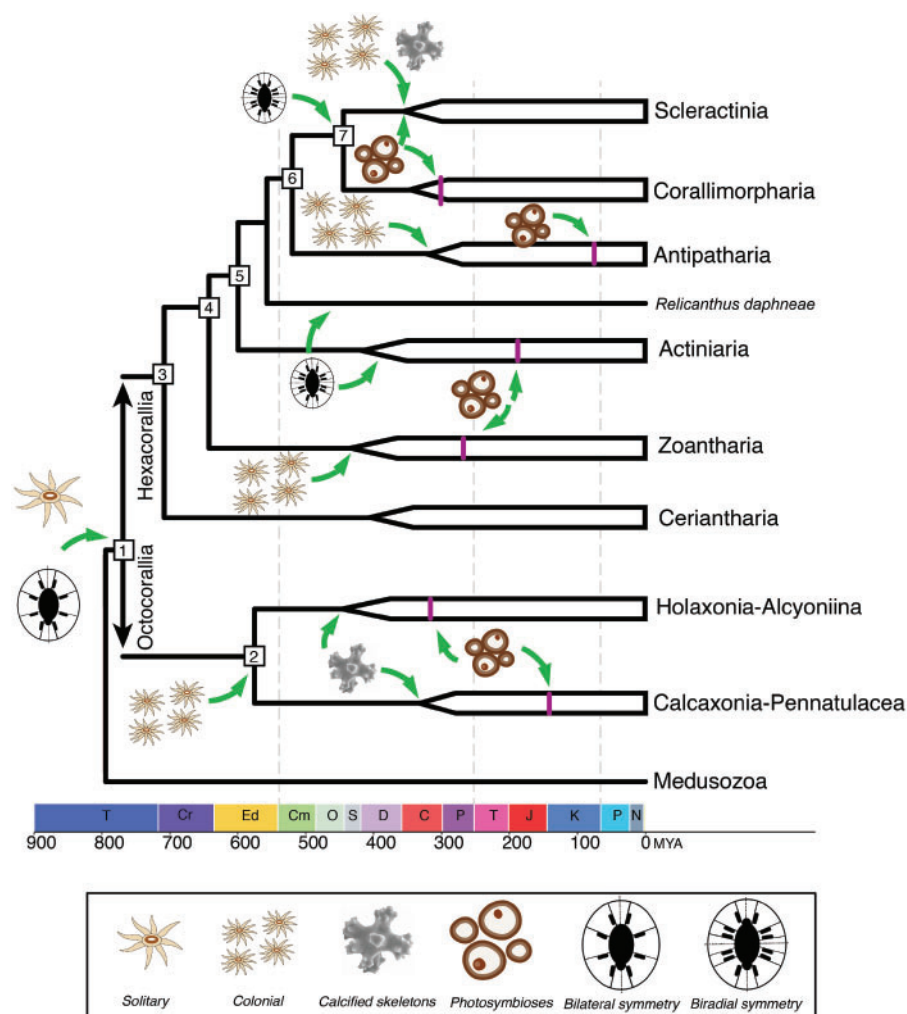 Scleractinia
7
Corallimorpharia
6
Antipatharia
5
Relicanthus daphneae
4
Actiniaria
3
Hexacorallia
Zoantharia
Ceriantharia
1
Octocorallia
Holaxonia-Alcyoniina
2
Calcaxonia-Pennatulacea
Medusozoa
T Cr Ed Cm O S D C P T J K P N
900 800 700 600 500 400 300 200 100 0 MYA
Solitary Colonial Calcified skeletons Photosymbioses Bilateral symmetry Biradial symmetry